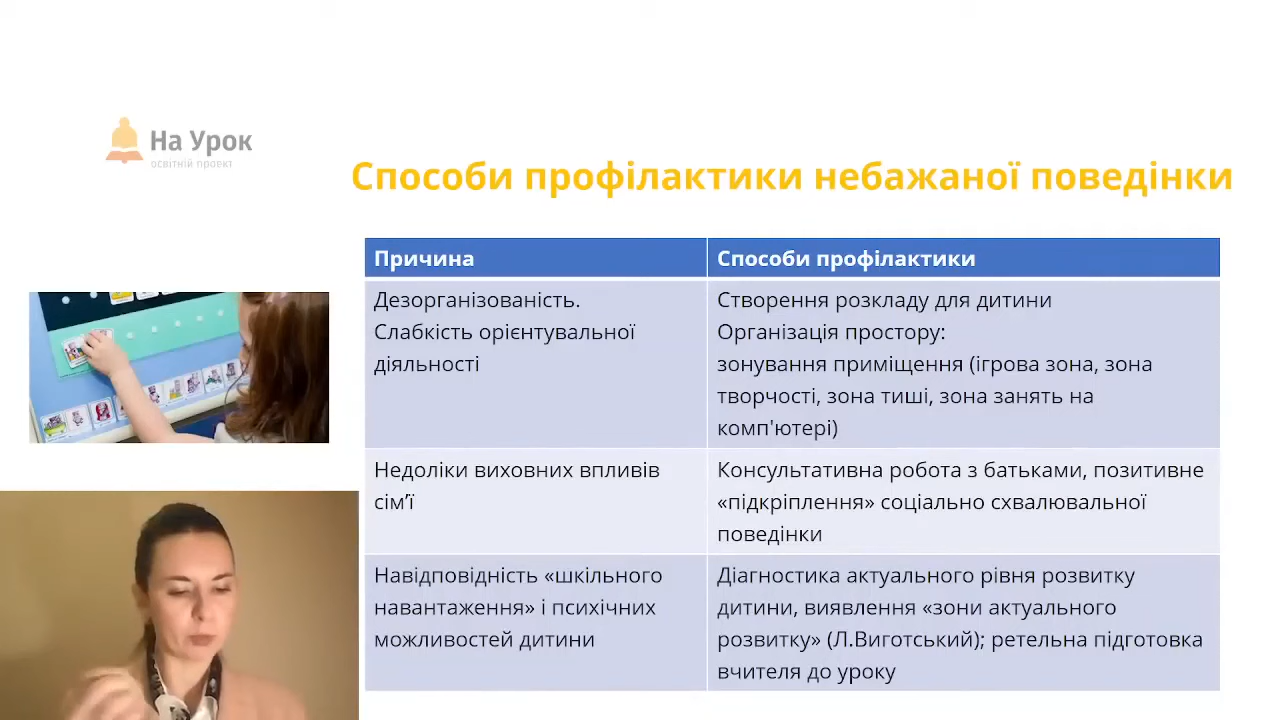 На Урок
освітній проект
Способи профілактики небажаної поведінки
Причина
Способи профілактики
Дезорганізованість.
Слабкість орієнтувальної
діяльності
Створення розкладу для дитини
Організація простору:
зонування приміщення (ігрова зона, зона
творчості, зона тиші, зона занять на
комп'ютері)
Недоліки виховних впливів
сім’ї
Консультативна робота з батьками, позитивне
«підкріплення» соціально схвалювальної
поведінки
Навідповідність «шкільного
навантаження» і психічних
можливостей дитини
Діагностика актуального рівня розвитку
дитини, виявлення «зони актуального
розвитку» (Л.Виготський); ретельна підготовка
вчителя до уроку